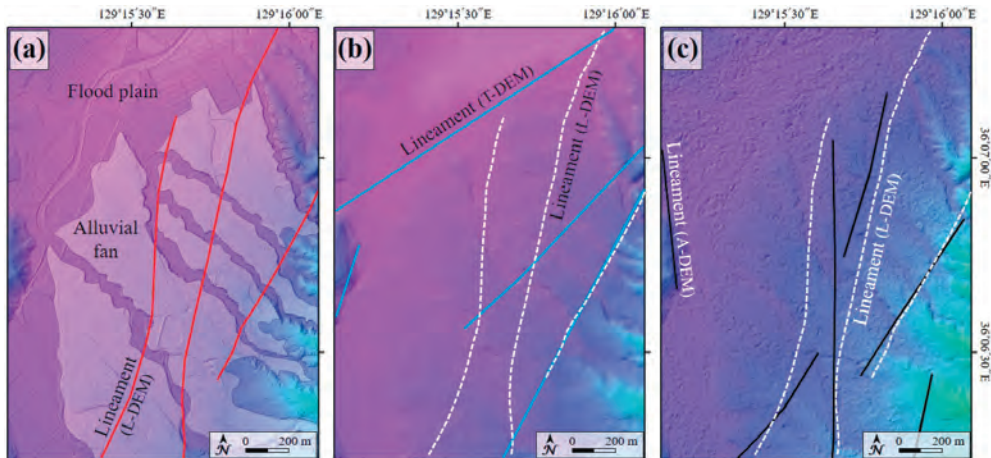 129°15'30"E
129°16'00"E
129°15'30"E
129°16'00"E
129°15'30"E
129°16'00"E
(a)
Flood plain
Alluvial
fan
Lineament
(L-DEM)
N
0
200 m
(b)
Lineament (T-DEM)
Lineament (L-DEM)
N
0
200 m
(c)
Lineament (A-DEM)
Lineament (L-DEM)
N
0
200 m
36°07'00"E
36°06'30"E